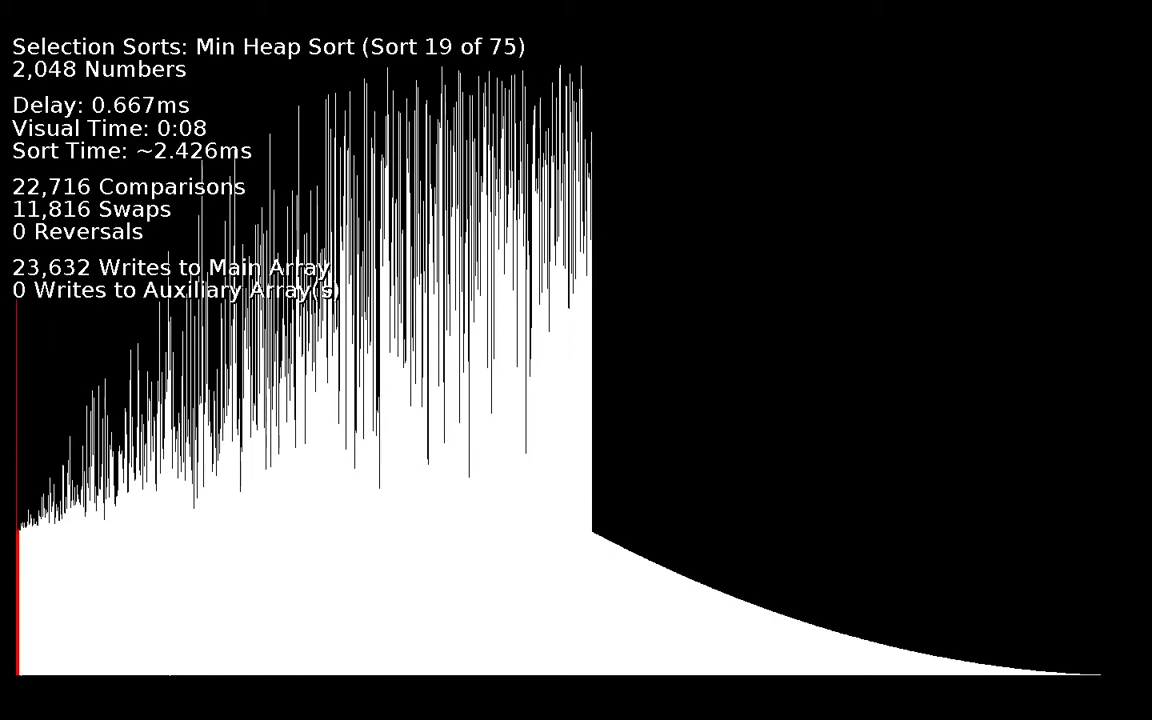 Selection Sorts: Min Heap Sort (Sort 19 of 75)
2,048 Numbers
Delay: 0.667ms
Visual Time: 0:08
Sort Time: ~2.426ms
22,716 Comparisons
11,816 Swaps
0 Reversals
23,632 Writes to Main Array
0 Writes to Auxiliary Array(s)